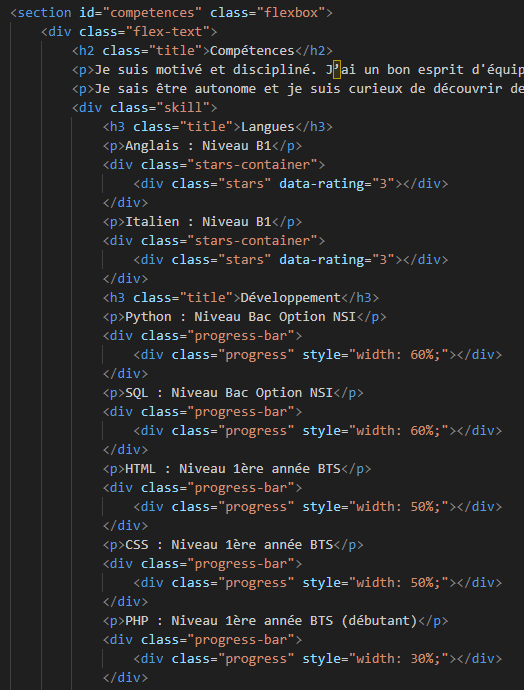 <section id="competences" class="flexbox">
<div class="flex-text">
<h2 class="title">Compétences</h2>
<p>Je suis motivé et discipliné. J’ai un bon esprit d'équip
<p>Je sais être autonome et je suis curieux de découvrir de
<div class="skill">
<h3 class="title">Langues</h3>
<p>Anglais : Niveau B1</p>
<div class="stars-container">
<div class="stars" data-rating="3"></div>
</div>
<p>Italien : Niveau B1</p>
<div class="stars-container">
<div class="stars" data-rating="3"></div>
</div>
<h3 class="title">Développement</h3>
<p>Python : Niveau Bac Option NSI</p>
<div class="progress-bar">
<div class="progress" style="width: 60%;"></div>
</div>
<p>SQL : Niveau Bac Option NSI</p>
<div class="progress-bar">
<div class="progress" style="width: 60%;"></div>
</div>
<p>HTML : Niveau 1ère année BTS</p>
<div class="progress-bar">
<div class="progress" style="width: 50%;"></div>
</div>
<p>CSS : Niveau 1ère année BTS</p>
<div class="progress-bar">
<div class="progress" style="width: 50%;"></div>
</div>
<p>PHP : Niveau 1ère année BTS (débutant)</p>
<div class="progress-bar">
<div class="progress" style="width: 30%;"></div>
</div>